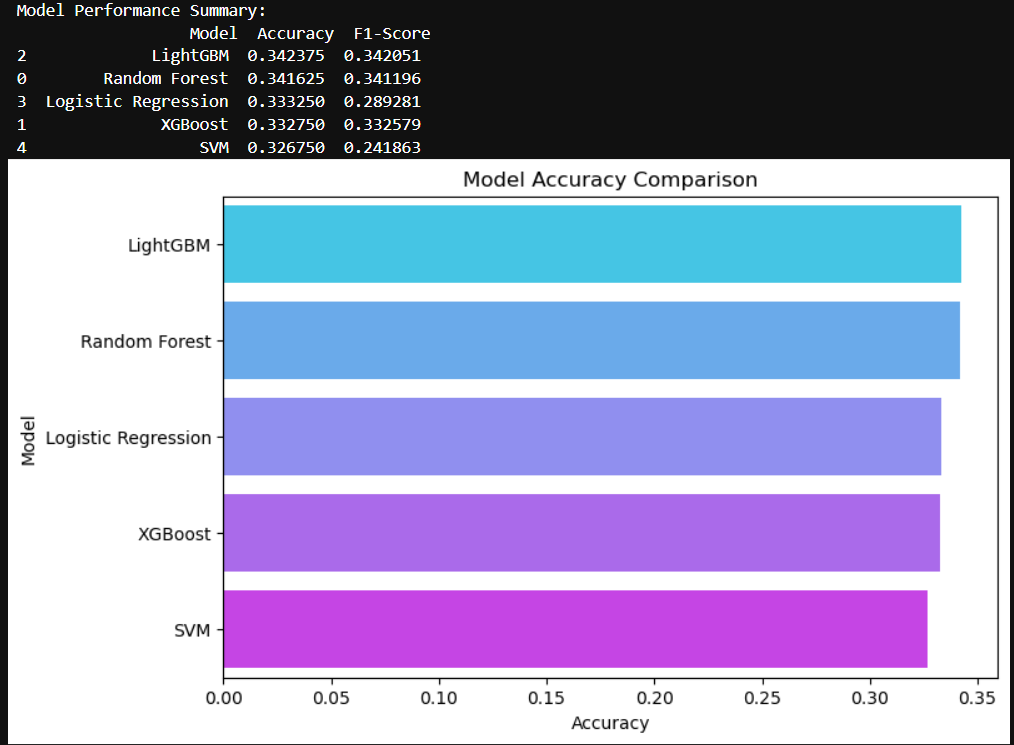 Model Performance Summary:
Model Accuracy F1-Score
2 LightGBM 0.342375 0.342051
0 Random Forest 0.341625 0.341196
3 Logistic Regression 0.333250 0.289281
1 XGBoost 0.332750 0.332579
4 SVM 0.326750 0.241863
Model Accuracy Comparison
LightGBM
Random Forest
Logistic Regression
XGBoost
SVM
Model
0.00 0.05 0.10 0.15 0.20 0.25 0.30 0.35
Accuracy